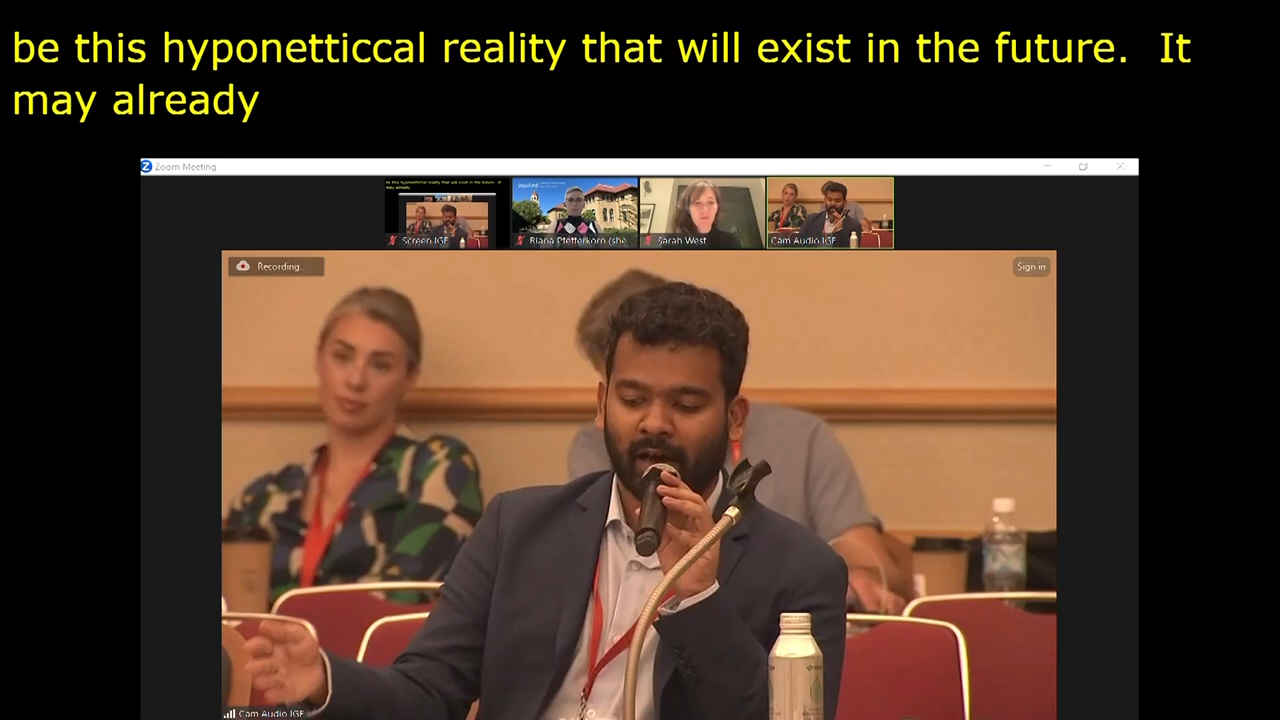 be this hyponetticcal reality that will exist in the future.  It
may already
Zoom Meeting
Screen IGF
Riana Pfefferkorn (she
Sarah West
Cam Audio IGF
Recording...
Sign in
Cam Audio IGF